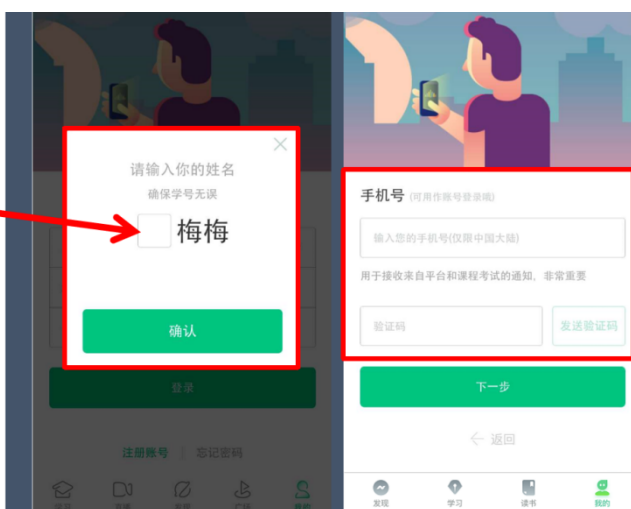 请输入你的姓名
确保学号无误
梅梅
确认
登录
注册账号 忘记密码
学习
我的
手机号 (可用作账号登录哦)
输入您的手机号(仅限中国大陆)
用于接收来自平台和课程考试的通知，非常重要
验证码 发送验证码
下一步
返回
发现 学习 读书 我的